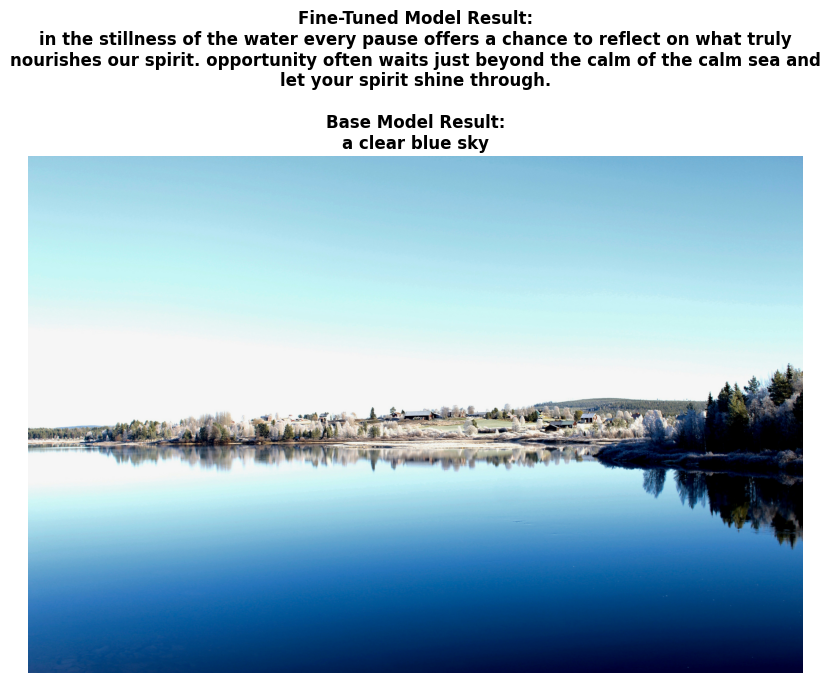 Fine-Tuned Model Result:
in the stillness of the water every pause offers a chance to reflect on what truly
nourishes our spirit. opportunity often waits just beyond the calm of the calm sea and
let your spirit shine through.
Base Model Result:
a clear blue sky